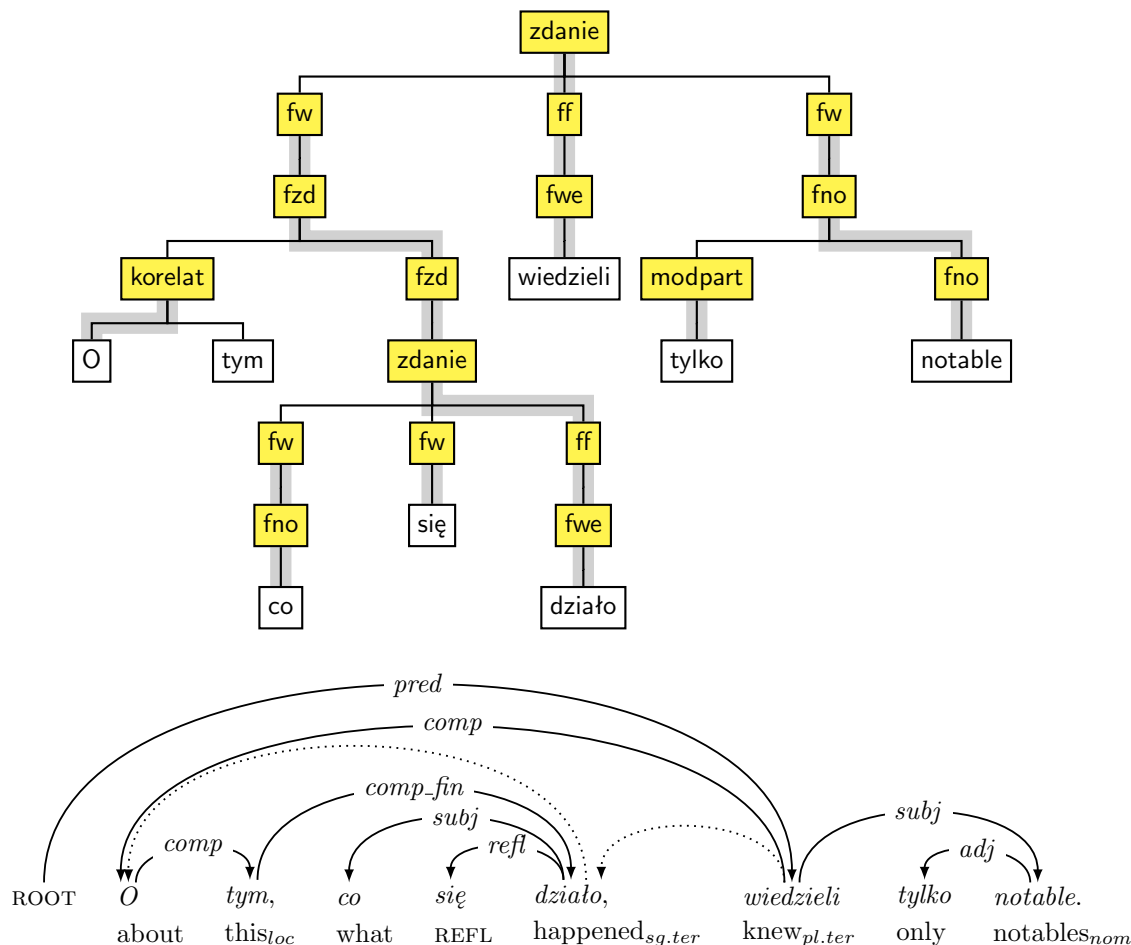 zdanie
fw ff fw
fzd fwe fno
korelat fzd wiedzieli modpart fno
O tym zdanie tylko notable
fw fw ff
fno się fwe
co działo
pred
comp
comp_fin
subj subj
comp refl adj
ROOT O tym, co się działo, wiedzieli tylko notable.
about this_loc what REFL happened_sg.ter knew_pl.ter only notables_nom